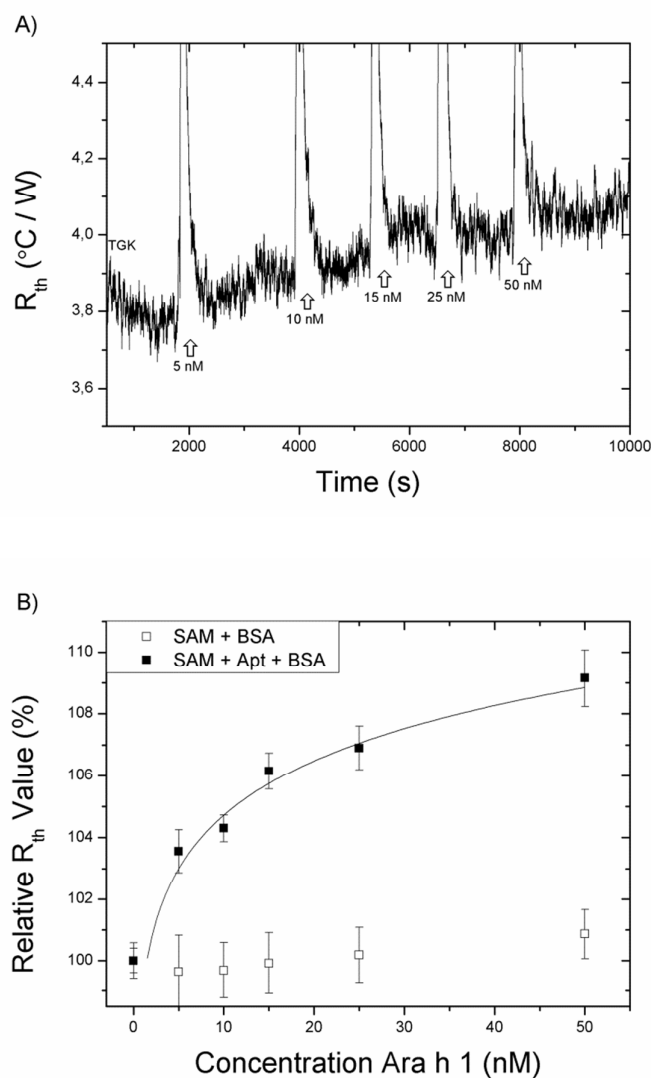 A)
4,4
4,2
4,0
3,8
3,6
R_th (°C / W)
TGK
5 nM
10 nM
15 nM
25 nM
50 nM
2000 4000 6000 8000 10000
Time (s)
B)
SAM + BSA
SAM + Apt + BSA
110
108
106
104
102
100
Relative R_th Value (%)
0 10 20 30 40 50
Concentration Ara h 1 (nM)